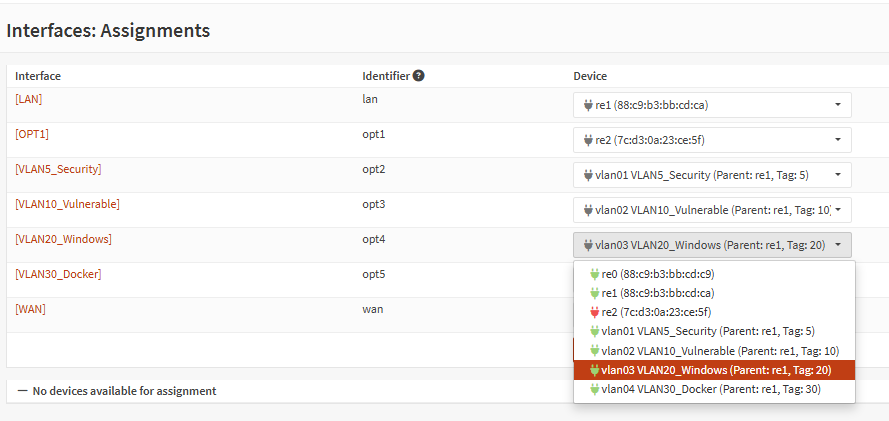 Interfaces: Assignments
Interface Identifier ? Device
[LAN] lan re1 (88:c9:b3:bb:cd:ca)
[OPT1] opt1 re2 (7c:d3:0a:23:ce:5f)
[VLAN5_Security] opt2 vlan01 VLAN5_Security (Parent: re1, Tag: 5)
[VLAN10_Vulnerable] opt3 vlan02 VLAN10_Vulnerable (Parent: re1, Tag: 10)
[VLAN20_Windows] opt4 vlan03 VLAN20_Windows (Parent: re1, Tag: 20)
[VLAN30_Docker] opt5
[WAN] wan
re0 (88:c9:b3:bb:cd:c9)
re1 (88:c9:b3:bb:cd:ca)
re2 (7c:d3:0a:23:ce:5f)
vlan01 VLAN5_Security (Parent: re1, Tag: 5)
vlan02 VLAN10_Vulnerable (Parent: re1, Tag: 10)
vlan03 VLAN20_Windows (Parent: re1, Tag: 20)
vlan04 VLAN30_Docker (Parent: re1, Tag: 30)
— No devices available for assignment